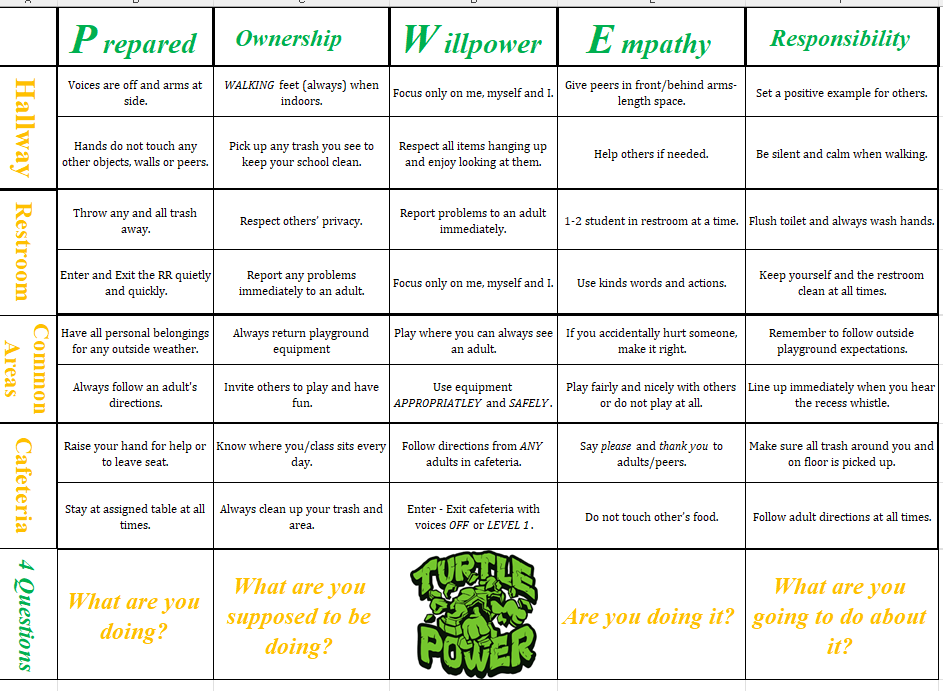 Prepared
Ownership
Willpower
Empathy
Responsibility
Hallway
Voices are off and arms at
side.
WALKING feet (always) when
indoors.
Focus only on me, myself and I.
Give peers in front/behind arms-
length space.
Set a positive example for others.
Hands do not touch any
other objects, walls or peers.
Pick up any trash you see to
keep your school clean.
Respect all items hanging up
and enjoy looking at them.
Help others if needed.
Be silent and calm when walking.
Restroom
Throw any and all trash
away.
Respect others' privacy.
Report problems to an adult
immediately.
1-2 student in restroom at a time.
Flush toilet and always wash hands.
Enter and Exit the RR quietly
and quickly.
Report any problems
immediately to an adult.
Focus only on me, myself and I.
Use kinds words and actions.
Keep yourself and the restroom
clean at all times.
Common
Areas
Have all personal belongings
for any outside weather.
Always return playground
equipment
Play where you can always see
an adult.
If you accidentally hurt someone,
make it right.
Remember to follow outside
playground expectations.
Always follow an adult's
directions.
Invite others to play and have
fun.
Use equipment
APPROPRIATLEY and SAFELY.
Play fairly and nicely with others
or do not play at all.
Line up immediately when you hear
the recess whistle.
Cafeteria
Raise your hand for help or
to leave seat.
Know where you/class sits every
day.
Follow directions from ANY
adults in cafeteria.
Say please and thank you to
adults/peers.
Make sure all trash around you and
on floor is picked up.
Stay at assigned table at all
times.
Always clean up your trash and
area.
Enter - Exit cafeteria with
voices OFF or LEVEL 1.
Do not touch other's food.
Follow adult directions at all times.
4 Questions
What are you
doing?
What are you
supposed to be
doing?
TURTLE
POWER
Are you doing it?
What are you
going to do about
it?